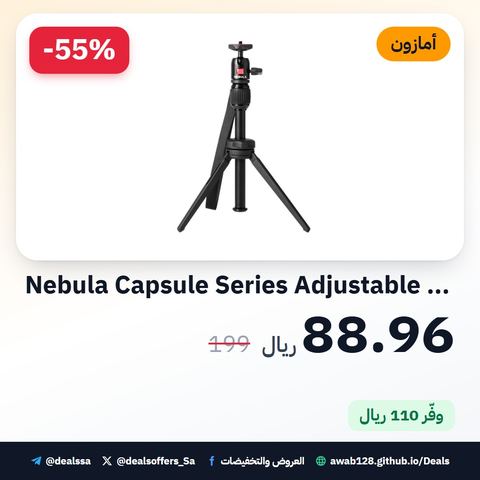 -55%
أمازون
Nebula Capsule Series Adjustable ...
88.96 ريال 199
وفّر 110 ريال
@dealssa @dealsoffers_Sa العروض والتخفيضات awab128.github.io/Deals